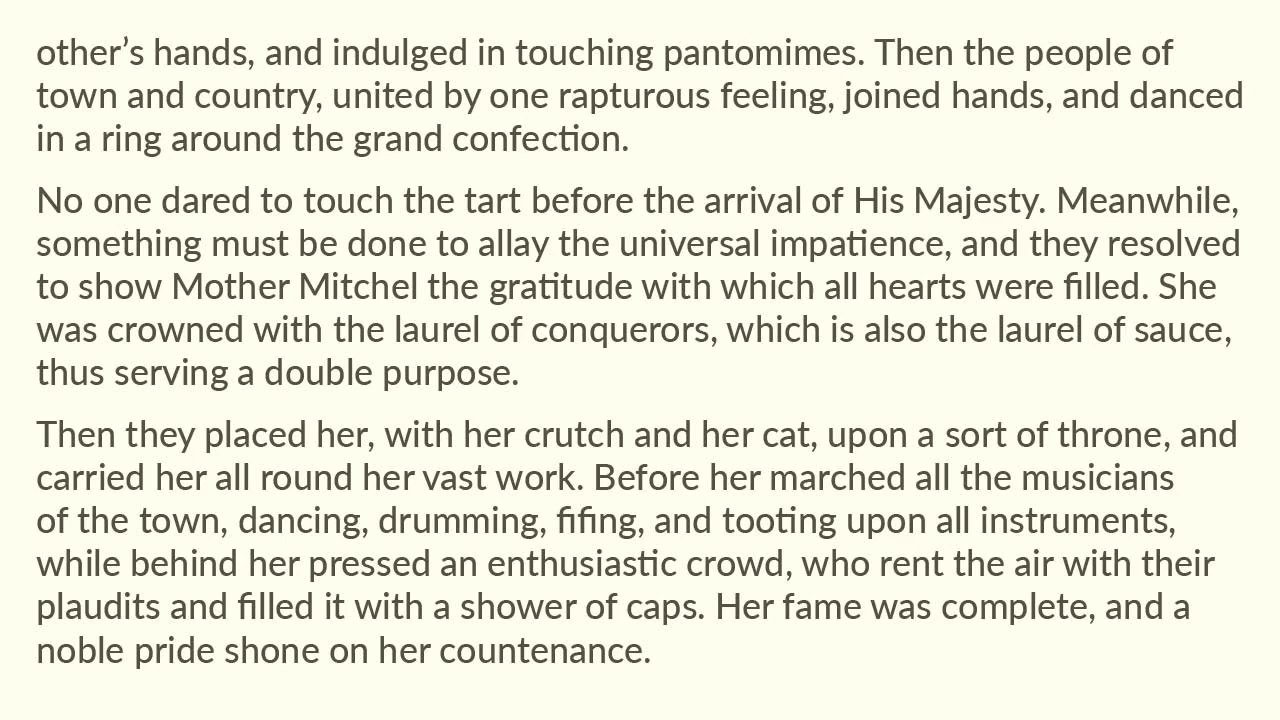 other’s hands, and indulged in touching pantomimes. Then the people of
town and country, united by one rapturous feeling, joined hands, and danced
in a ring around the grand confection.
No one dared to touch the tart before the arrival of His Majesty. Meanwhile,
something must be done to allay the universal impatience, and they resolved
to show Mother Mitchel the gratitude with which all hearts were filled. She
was crowned with the laurel of conquerors, which is also the laurel of sauce,
thus serving a double purpose.
Then they placed her, with her crutch and her cat, upon a sort of throne, and
carried her all round her vast work. Before her marched all the musicians
of the town, dancing, drumming, fifing, and tooting upon all instruments,
while behind her pressed an enthusiastic crowd, who rent the air with their
plaudits and filled it with a shower of caps. Her fame was complete, and a
noble pride shone on her countenance.